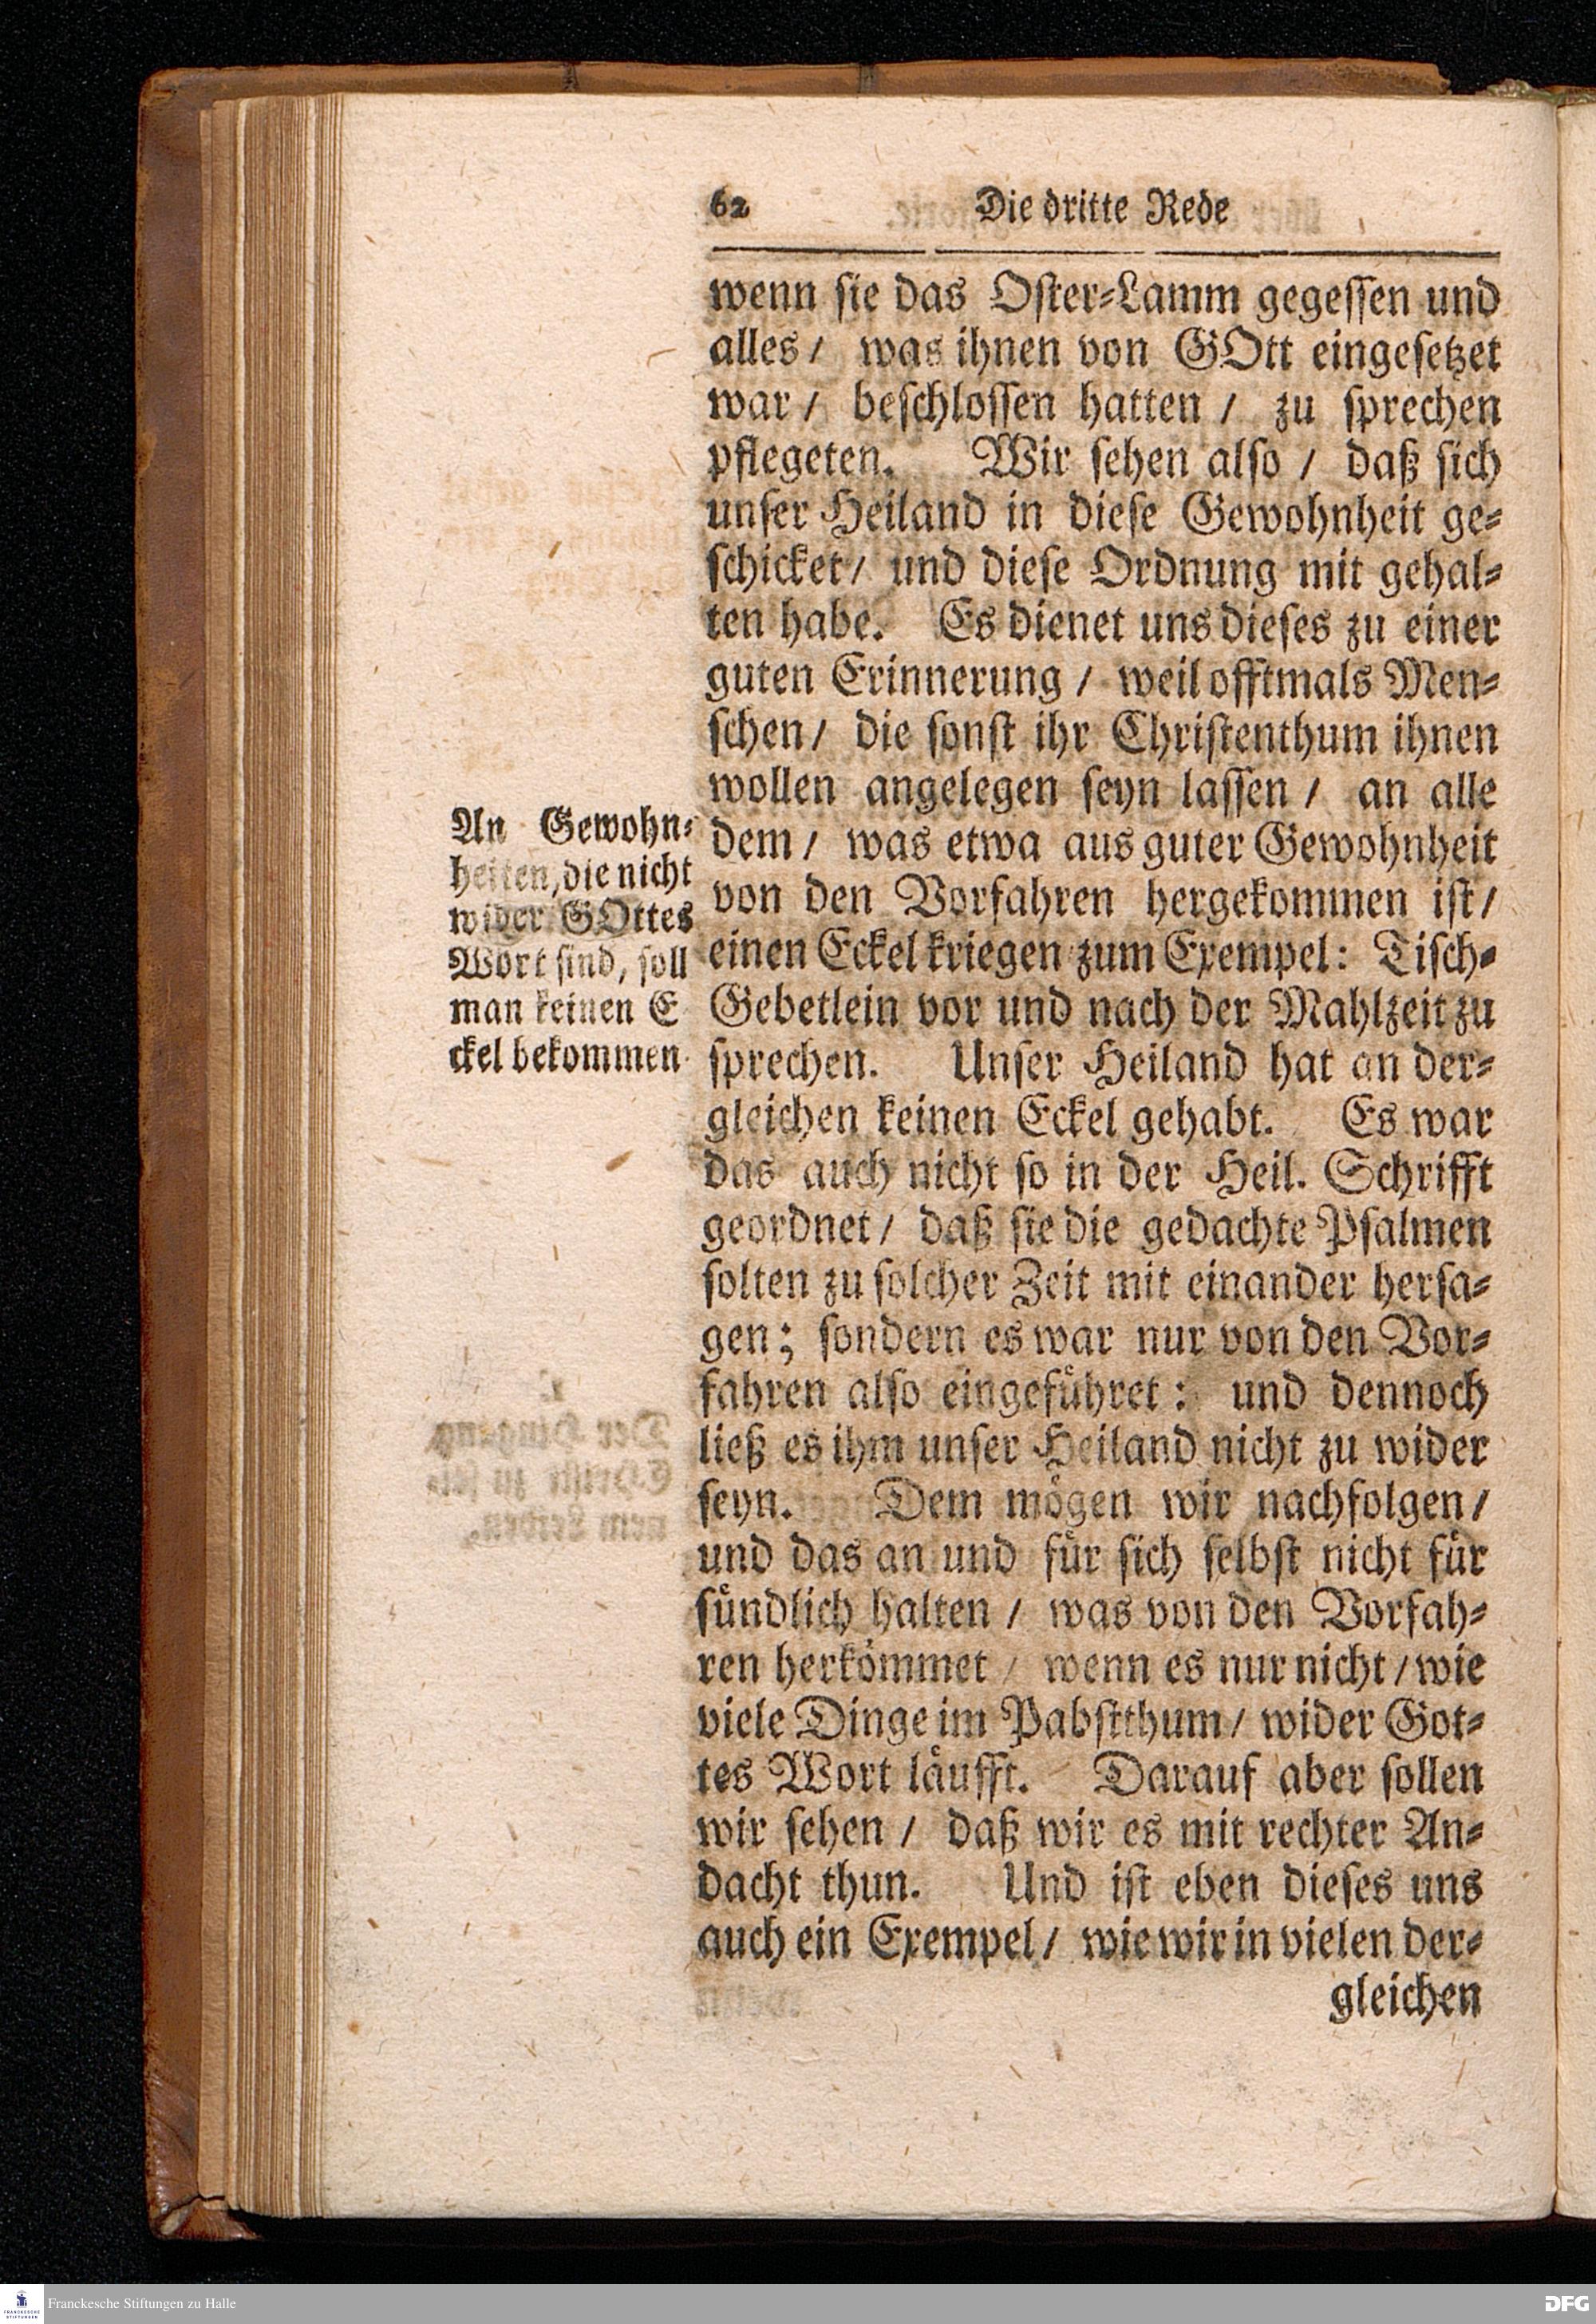 62 Die dritte Rede
wenn sie das Oster-Lamm gegessen und
alles / was ihnen von GOtt eingesetzet
war / beschlossen hatten / zu sprechen
pflegeten. Wir sehen also / daß sich
unser Heiland in diese Gewohnheit ge-
schicket / und diese Ordnung mit gehal-
ten habe. Es dienet uns dieses zu einer
guten Erinnerung / weil offtmals Men-
schen / die sonst ihr Christenthum ihnen
wollen angelegen seyn lassen / an alle
dem / was etwa aus guter Gewohnheit
von den Vorfahren hergekommen ist /
einen Eckel kriegen zum Exempel: Tisch-
Gebetlein vor und nach der Mahlzeit zu
sprechen. Unser Heiland hat an der-
gleichen keinen Eckel gehabt. Es war
das auch nicht so in der Heil. Schrifft
geordnet / daß sie die gedachte Psalmen
solten zu solcher Zeit mit einander hersa-
gen; sondern es war nur von den Vor-
fahren also eingeführet: und dennoch
ließ es ihm unser Heiland nicht zu wider
seyn. Dem mögen wir nachfolgen /
und das an und für sich selbst nicht für
sündlich halten / was von den Vorfah-
ren herkömmet / wenn es nur nicht / wie
viele Dinge im Pabstthum / wider Got-
tes Wort läufft. Darauf aber sollen
wir sehen / daß wir es mit rechter An-
dacht thun. Und ist eben dieses uns
auch ein Exempel / wie wir in vielen der-
gleichen
An Gewohn-
heiten, die nicht
wider GOttes
Wort sind, soll
man keinen E
ckel bekommen.
Franckesche Stiftungen zu Halle
FRANCKESCHE
STIFTUNGEN
DFG